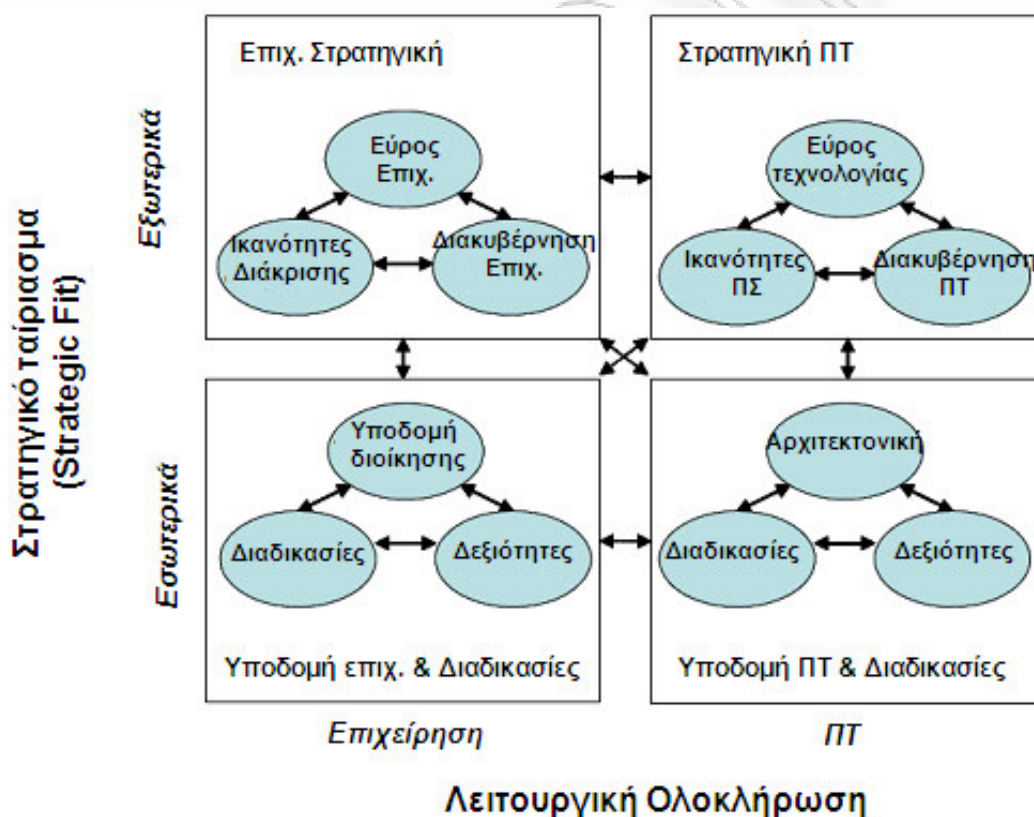 Επιχ. Στρατηγική
Εύρος
Επιχ.
Ικανότητες
Διάκρισης
Διακυβέρνηση
Επιχ.
Στρατηγική ΠΤ
Εύρος
τεχνολογίας
Ικανότητες
ΠΣ
Διακυβέρνηση
ΠΤ
Εξωτερικά
Στρατηγικό ταίριασμα
(Strategic Fit)
Εσωτερικά
Υποδομή
διοίκησης
Διαδικασίες
Δεξιότητες
Υποδομή επιχ. & Διαδικασίες
Αρχιτεκτονική
Διαδικασίες
Δεξιότητες
Υποδομή ΠΤ & Διαδικασίες
Επιχείρηση
ΠΤ
Λειτουργική Ολοκλήρωση